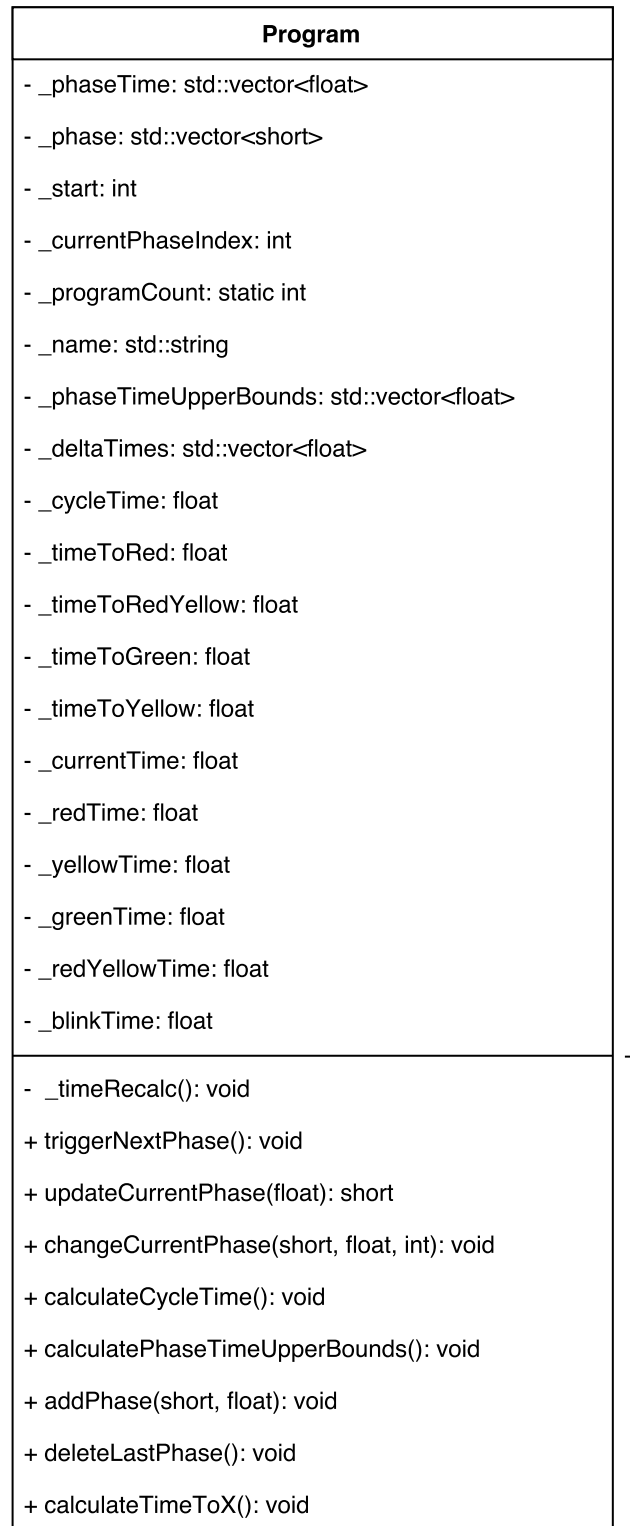 Program
- _phaseTime: std::vector<float>
- _phase: std::vector<short>
- _start: int
- _currentPhaseIndex: int
- _programCount: static int
- _name: std::string
- _phaseTimeUpperBounds: std::vector<float>
- _deltaTimes: std::vector<float>
- _cycleTime: float
- _timeToRed: float
- _timeToRedYellow: float
- _timeToGreen: float
- _timeToYellow: float
- _currentTime: float
- _redTime: float
- _yellowTime: float
- _greenTime: float
- _redYellowTime: float
- _blinkTime: float
- _timeRecalc(): void
+ triggerNextPhase(): void
+ updateCurrentPhase(float): short
+ changeCurrentPhase(short, float, int): void
+ calculateCycleTime(): void
+ calculatePhaseTimeUpperBounds(): void
+ addPhase(short, float): void
+ deleteLastPhase(): void
+ calculateTimeToX(): void